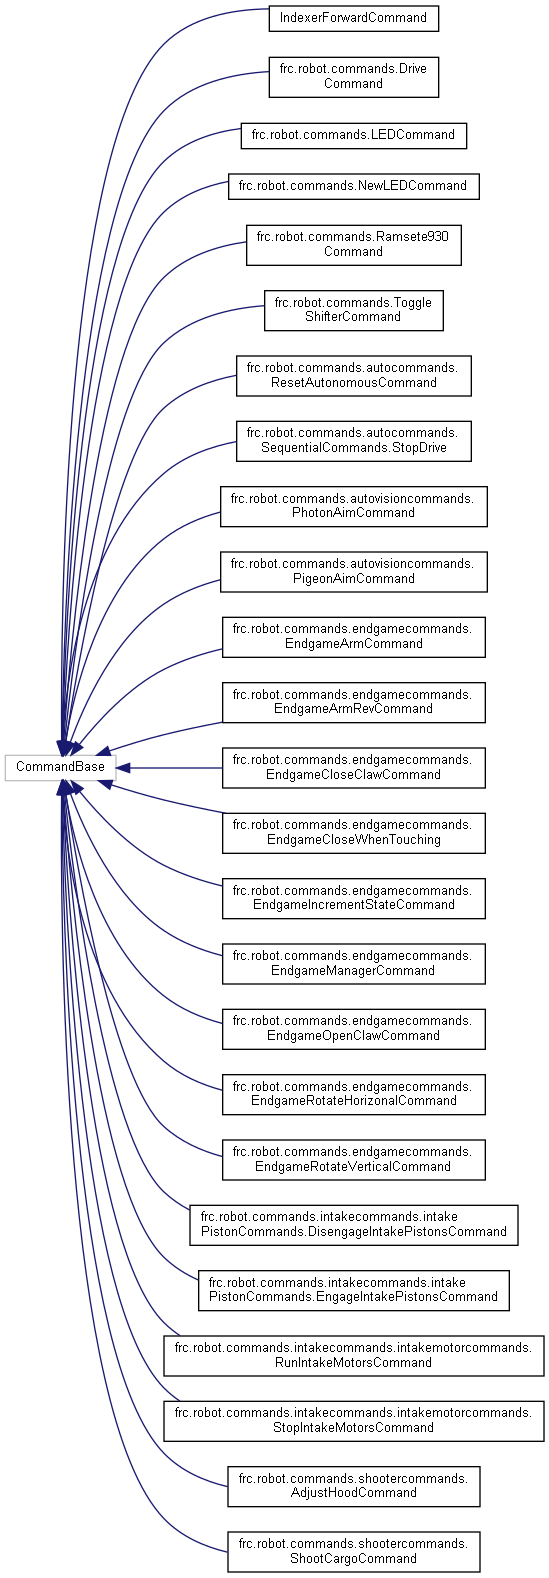 IndexerForwardCommand
frc.robot.commands.Drive
Command
frc.robot.commands.LEDCommand
frc.robot.commands.NewLEDCommand
frc.robot.commands.Ramsete930
Command
frc.robot.commands.Toggle
ShifterCommand
frc.robot.commands.autocommands.
ResetAutonomousCommand
frc.robot.commands.autocommands.
SequentialCommands.StopDrive
frc.robot.commands.autovisioncommands.
PhotonAimCommand
frc.robot.commands.autovisioncommands.
PigeonAimCommand
frc.robot.commands.endgamecommands.
EndgameArmCommand
frc.robot.commands.endgamecommands.
EndgameArmRevCommand
CommandBase
frc.robot.commands.endgamecommands.
EndgameCloseClawCommand
frc.robot.commands.endgamecommands.
EndgameCloseWhenTouching
frc.robot.commands.endgamecommands.
EndgameIncrementStateCommand
frc.robot.commands.endgamecommands.
EndgameManagerCommand
frc.robot.commands.endgamecommands.
EndgameOpenClawCommand
frc.robot.commands.endgamecommands.
EndgameRotateHorizonalCommand
frc.robot.commands.endgamecommands.
EndgameRotateVerticalCommand
frc.robot.commands.intakecommands.intake
PistonCommands.DisengageIntakePistonsCommand
frc.robot.commands.intakecommands.intake
PistonCommands.EngageIntakePistonsCommand
frc.robot.commands.intakecommands.intakemotorcommands.
RunIntakeMotorsCommand
frc.robot.commands.intakecommands.intakemotorcommands.
StopIntakeMotorsCommand
frc.robot.commands.shootercommands.
AdjustHoodCommand
frc.robot.commands.shootercommands.
ShootCargoCommand